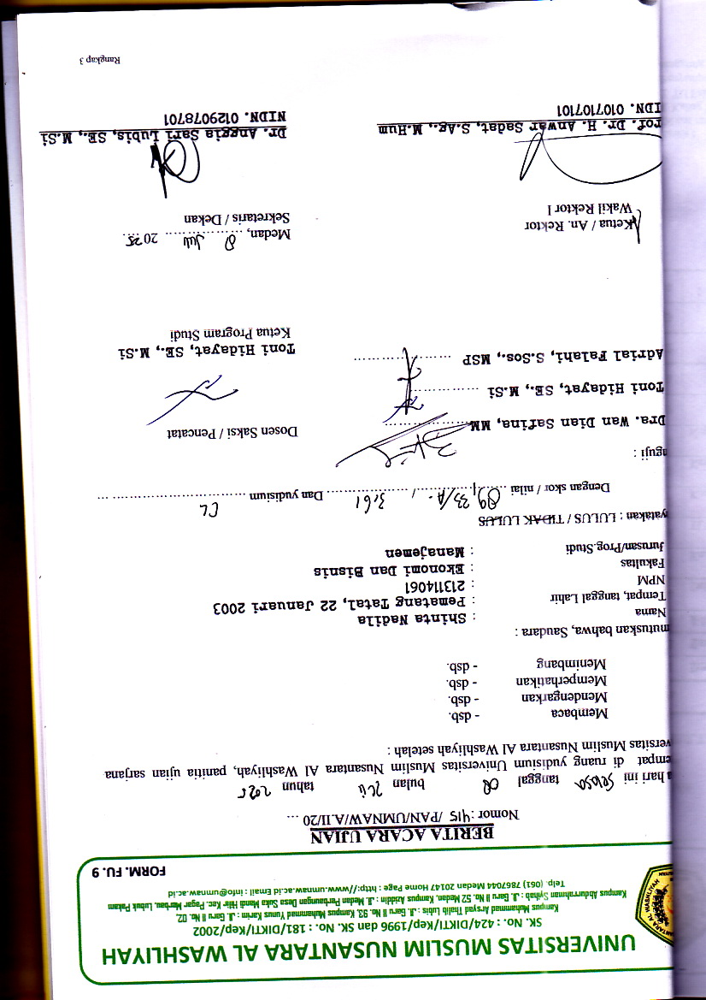 UNIVERSITAS MUSLIM NUSANTARA AL WASHLIYAH
SK. No. : 424/DIKTI/Kep/1996 dan SK. No. : 181/DIKTI/Kep/2002
Kampus Muhammad Arsyad Thalib Lubis : Jl. Garu II No. 93, Kampus Muhammad Yunus Karim : Jl. Garu II No. 02,
Kampus Abdurrahman Syihab : Jl. Garu II No. 52 Medan, Kampus Aziddin : Jl. Medan Perbaungan Desa Suka Mandi Hilir Kec. Pagar Merbau, Lubuk Pakam
Telp. (061) 7867044 Medan 20147 Home Page : http://www.umnaw.ac.id Email : info@umnaw.ac.id
FORM. FU. 9
BERITA ACARA UJIAN
Nomor : 415 /PAN/UMNAW/A.II/20 ...
a hari ini Selasa tanggal 08 bulan Juli tahun 2025
empat di ruang yudisium Universitas Muslim Nusantara Al Washliyah, panitia ujian sarjana
versitas Muslim Nusantara Al Washliyah setelah :
Membaca - dsb.
Mendengarkan - dsb.
Memperhatikan - dsb.
Menimbang - dsb.
mutuskan bahwa, Saudara :
Nama : Shinta Nadila
Tempat, tanggal Lahir : Pematang Tatal, 22 Januari 2003
NPM : 213114061
Fakultas : Ekonomi Dan Bisnis
Jurusan/Prog.Studi : Manajemen
yatakan : LULUS / TIDAK LULUS
Dengan skor / nilai 89,33/A- / 3,61 Dan yudisium CL
nguji :
Dra. Wan Dian Safina, MM
Toni Hidayat, SE., M.Si
Adrial Falahi, S.Sos., MSP
Dosen Saksi / Pencatat
Toni Hidayat, SE., M.Si
Ketua Program Studi
Ketua / An. Rektor
Wakil Rektor I
rof. Dr. H. Anwar Sadat, S.Ag., M.Hum
IDN. 0107107101
Medan, 8 Juli 2025
Sekretaris / Dekan
Dr. Anggia Sari Lubis, SE., M.Si
NIDN. 0129078701
Rangkap 3